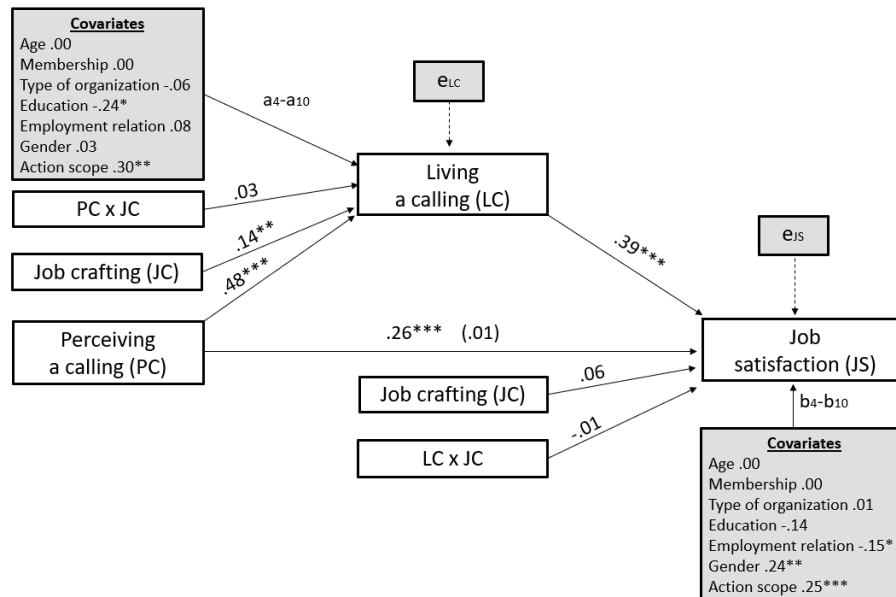 Covariates
Age .00
Membership .00
Type of organization -.06
Education -.24*
Employment relation .08
Gender .03
Action scope .30**
a4-a10
eLC
Living
a calling (LC)
PC x JC
.03
Job crafting (JC)
.14**
.48***
Perceiving
a calling (PC)
.39***
eJS
.26*** (.01)
Job
satisfaction (JS)
Job crafting (JC)
.06
LC x JC
-.01
b4-b10
Covariates
Age .00
Membership .00
Type of organization .01
Education -.14
Employment relation -.15*
Gender .24**
Action scope .25***